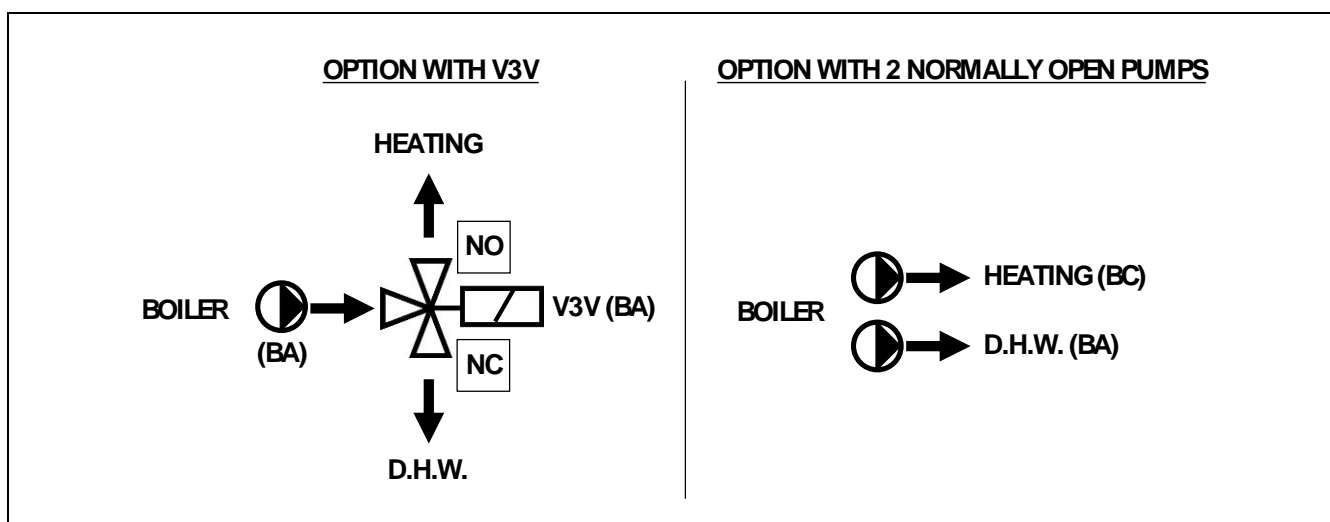 OPTION WITH V3V
HEATING
NO
BOILER
V3V (BA)
(BA)
NC
D.H.W.
OPTION WITH 2 NORMALLY OPEN PUMPS
HEATING (BC)
BOILER
D.H.W. (BA)